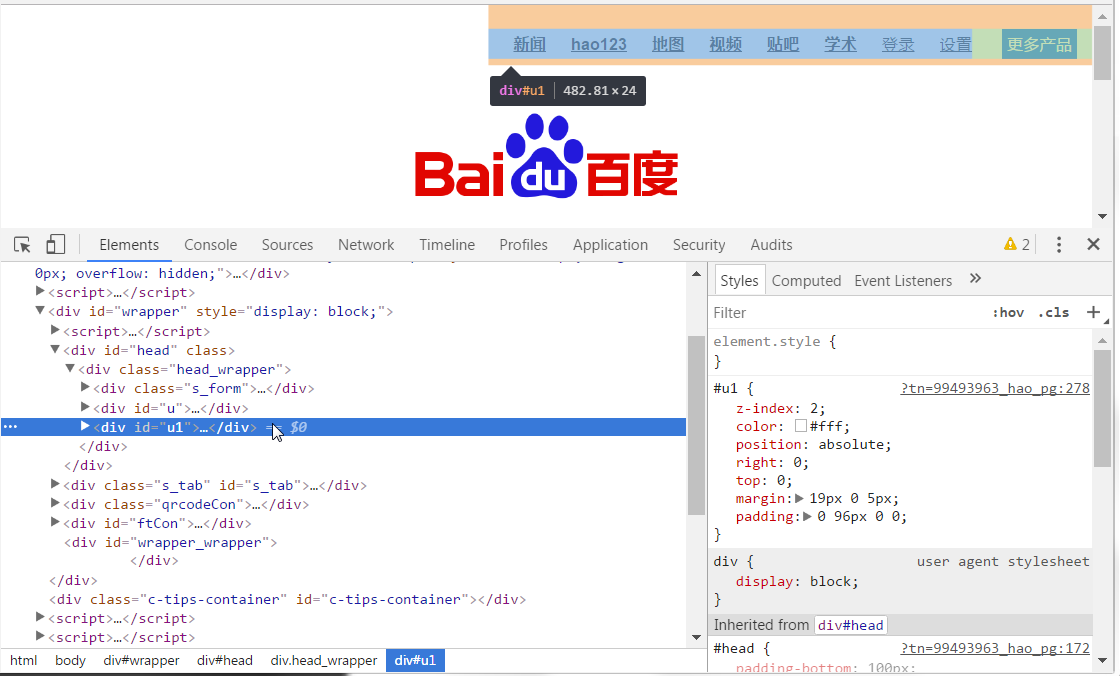 新闻 hao123 地图 视频 贴吧 学术 登录 设置 更多产品
div#u1 482.81 × 24
Bai du 百度
Elements Console Sources Network Timeline Profiles Application Security Audits 2
0px; overflow: hidden;">…</div>
<script>…</script>
<div id="wrapper" style="display: block;">
<script>…</script>
<div id="head" class>
<div class="head_wrapper">
<div class="s_form">…</div>
<div id="u">…</div>
<div id="u1">…</div> == $0
</div>
</div>
<div class="s_tab" id="s_tab">…</div>
<div class="qrcodeCon">…</div>
<div id="ftCon">…</div>
<div id="wrapper_wrapper">
</div>
</div>
<div class="c-tips-container" id="c-tips-container"></div>
<script>…</script>
<script>…</script>
html body div#wrapper div#head div.head_wrapper div#u1
Styles Computed Event Listeners »
Filter :hov .cls +
element.style {
}
#u1 { ?tn=99493963_hao_pg:278
z-index: 2;
color: #fff;
position: absolute;
right: 0;
top: 0;
margin: 19px 0 5px;
padding: 0 96px 0 0;
}
div { user agent stylesheet
display: block;
}
Inherited from div#head
#head { ?tn=99493963_hao_pg:172
padding-bottom: 100px;